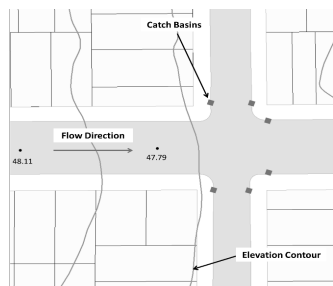 Catch Basins
Flow Direction
48.11
47.79
Elevation Contour